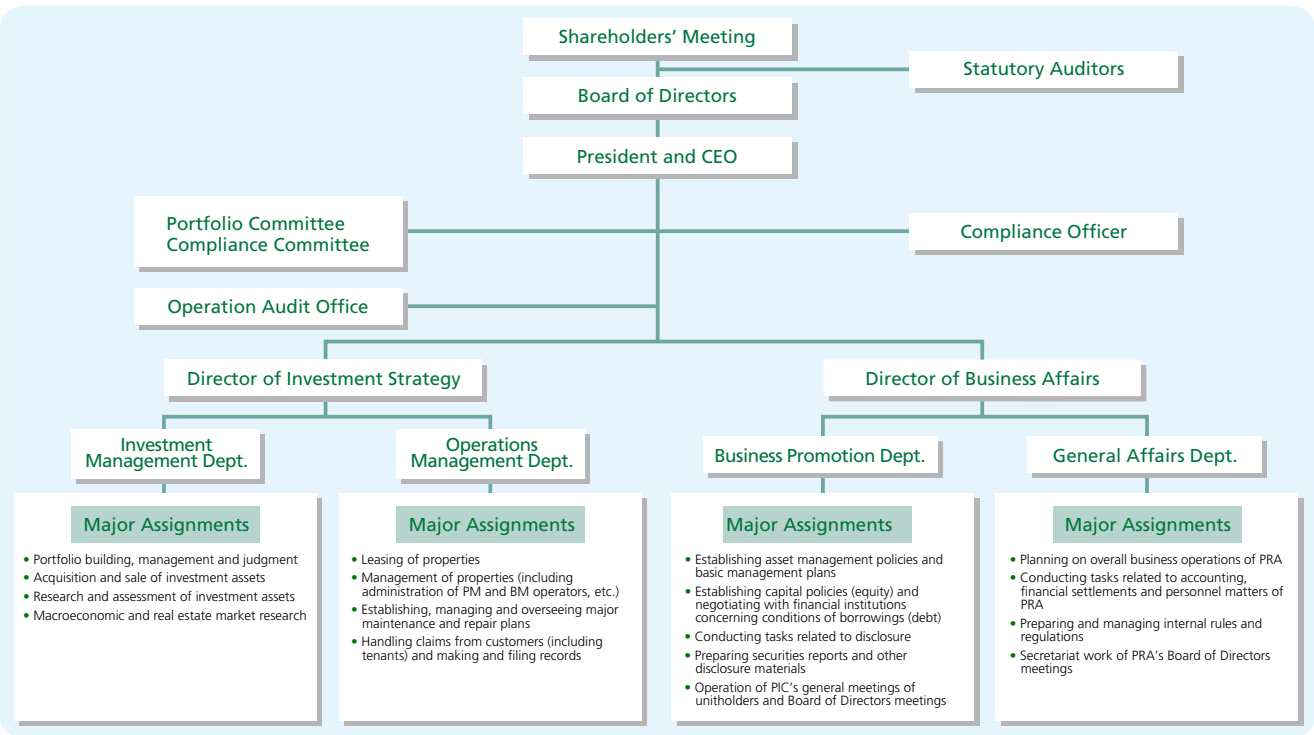 Shareholders’ Meeting
Statutory Auditors
Board of Directors
President and CEO
Portfolio Committee
Compliance Committee
Compliance Officer
Operation Audit Office
Director of Investment Strategy
Director of Business Affairs
Investment
Management Dept.
Operations
Management Dept.
Business Promotion Dept.
General Affairs Dept.
Major Assignments
• Portfolio building, management and judgment
• Acquisition and sale of investment assets
• Research and assessment of investment assets
• Macroeconomic and real estate market research
Major Assignments
• Leasing of properties
• Management of properties (including
administration of PM and BM operators, etc.)
• Establishing, managing and overseeing major
maintenance and repair plans
• Handling claims from customers (including
tenants) and making and filing records
Major Assignments
• Establishing asset management policies and
basic management plans
• Establishing capital policies (equity) and
negotiating with financial institutions
concerning conditions of borrowings (debt)
• Conducting tasks related to disclosure
• Preparing securities reports and other
disclosure materials
• Operation of PIC’s general meetings of
unitholders and Board of Directors meetings
Major Assignments
• Planning on overall business operations of PRA
• Conducting tasks related to accounting,
financial settlements and personnel matters of
PRA
• Preparing and managing internal rules and
regulations
• Secretariat work of PRA’s Board of Directors
meetings